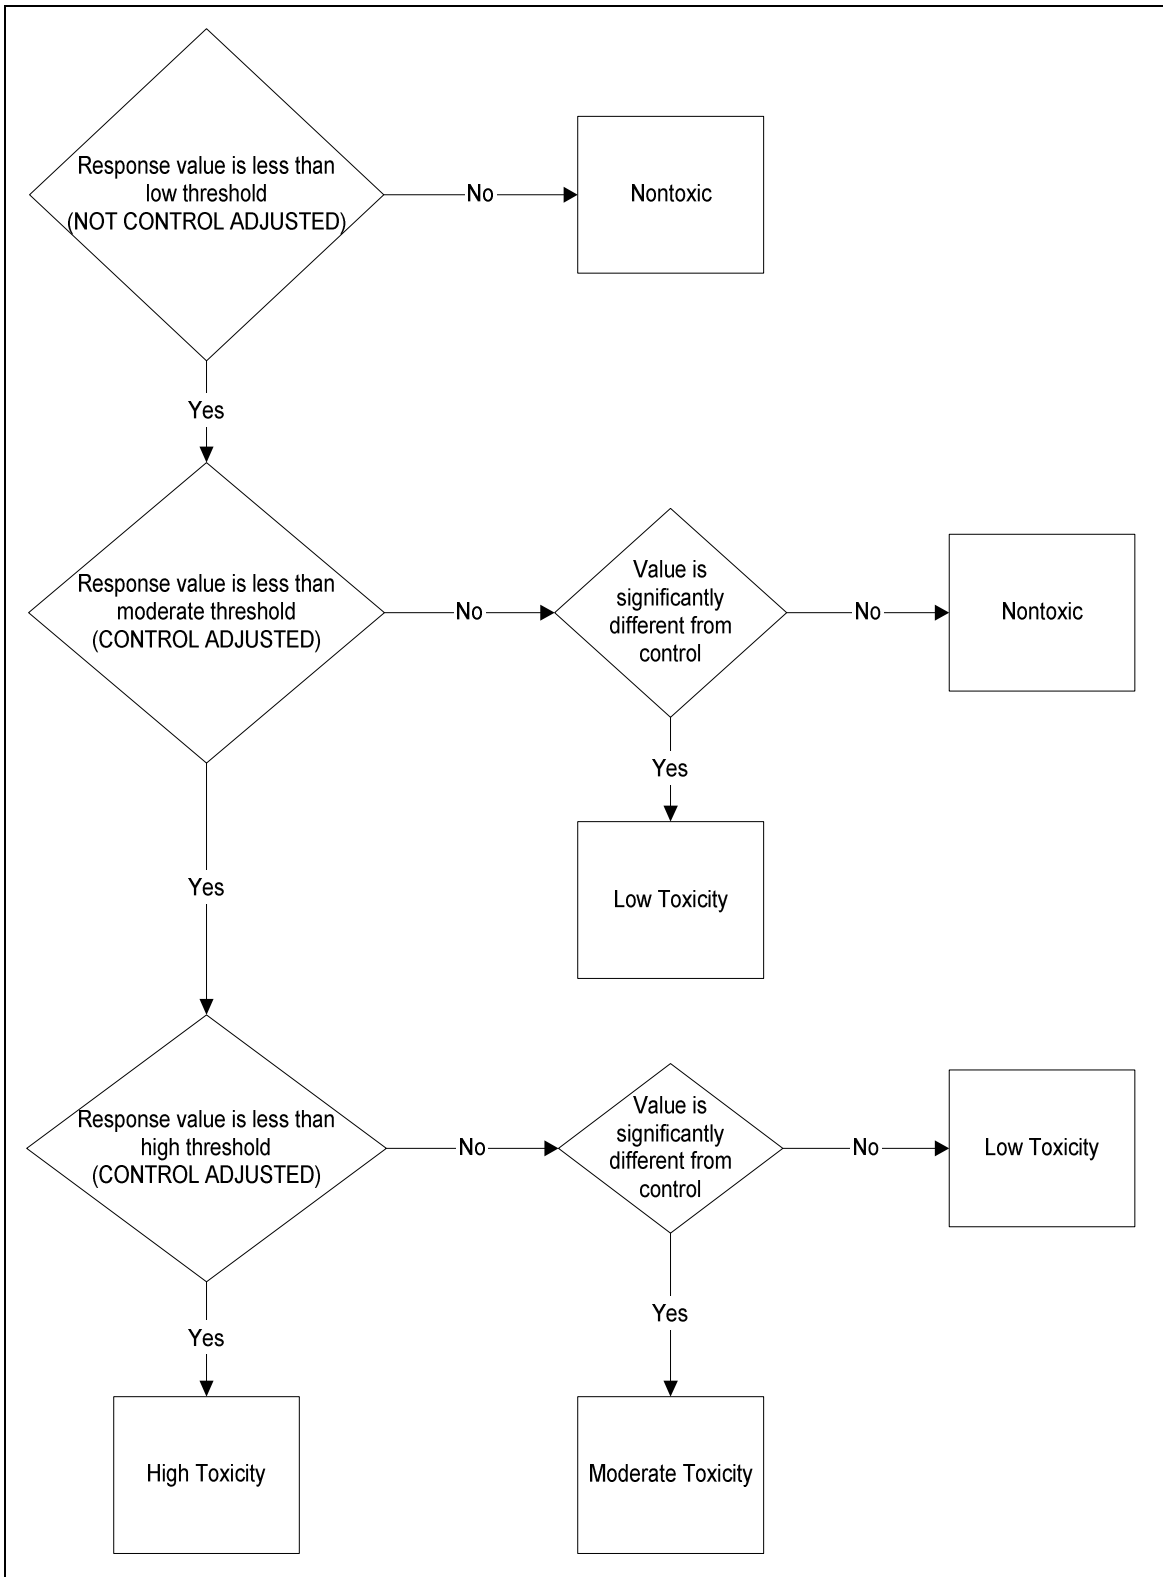 Response value is less than
low threshold
(NOT CONTROL ADJUSTED)
No
Nontoxic
Yes
Response value is less than
moderate threshold
(CONTROL ADJUSTED)
No
Value is
significantly
different from
control
No
Nontoxic
Yes
Low Toxicity
Yes
Response value is less than
high threshold
(CONTROL ADJUSTED)
No
Value is
significantly
different from
control
No
Low Toxicity
Yes
Moderate Toxicity
Yes
High Toxicity